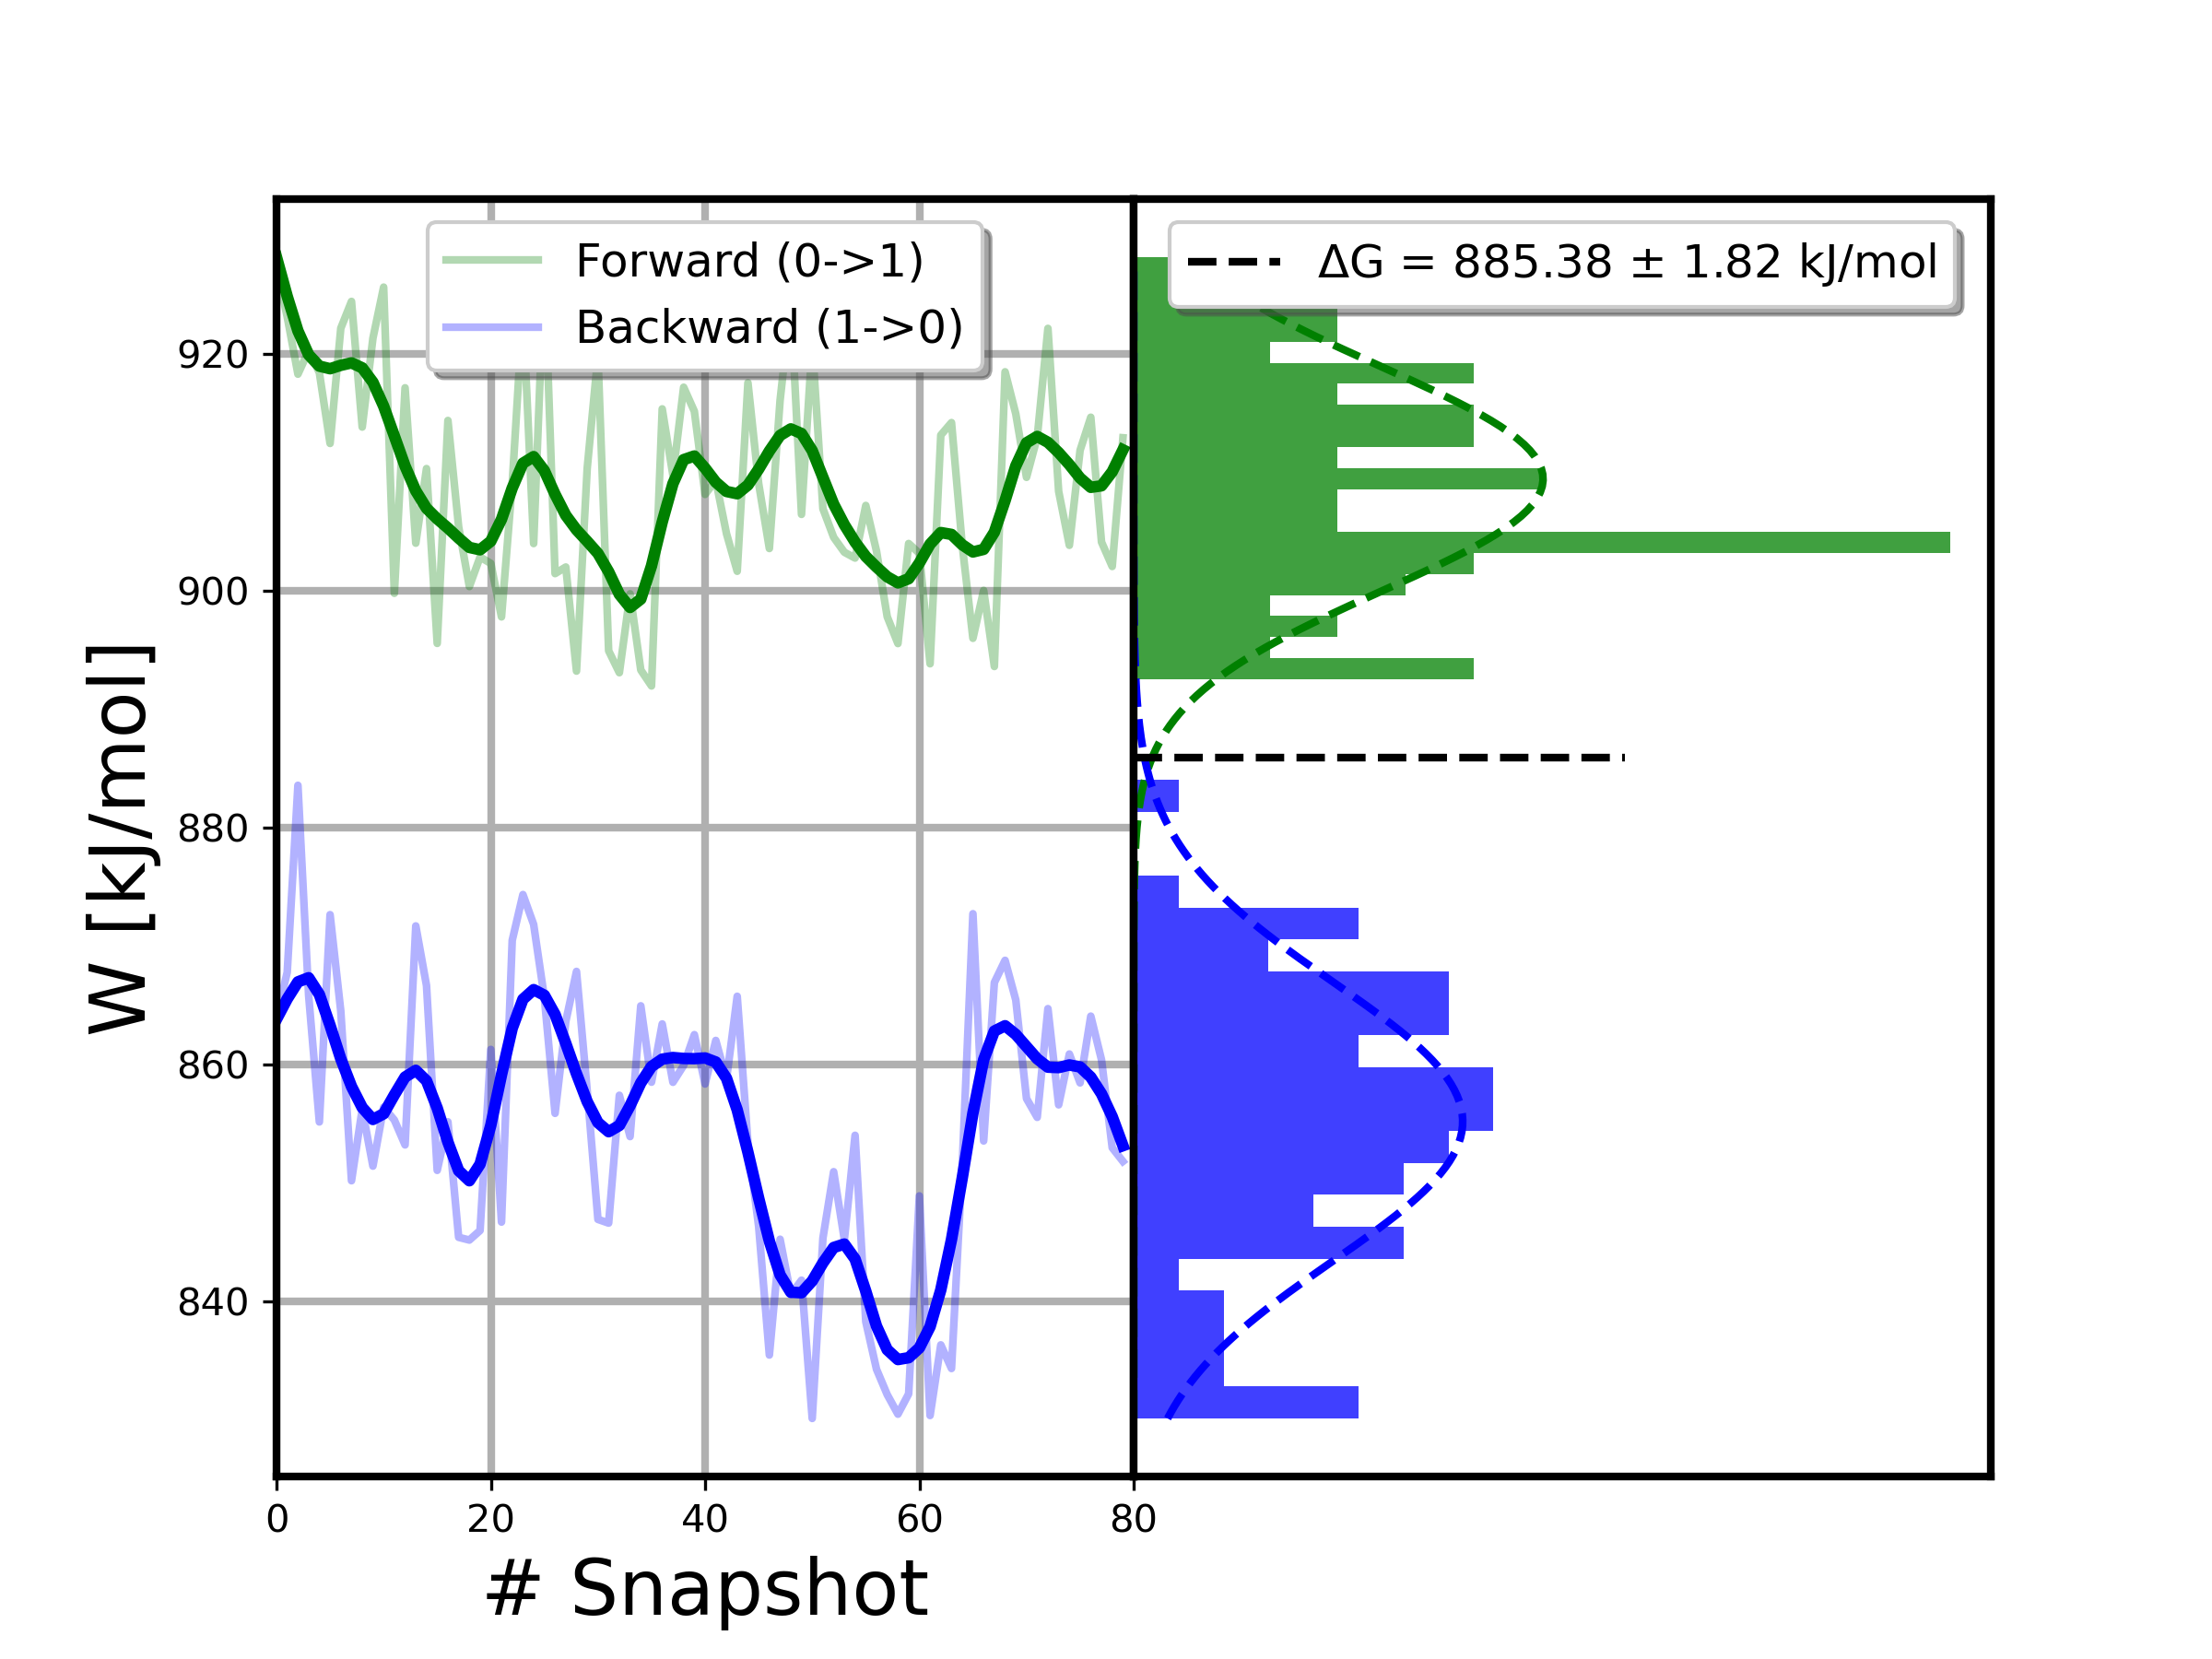 Forward (0->1)
Backward (1->0)
ΔG = 885.38 ± 1.82 kJ/mol
W [kJ/mol]
920
900
880
860
840
0 20 40 60 80
# Snapshot